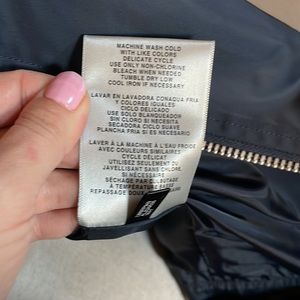 MACHINE WASH COLD
WITH LIKE COLORS
DELICATE CYCLE
USE ONLY NON-CHLORINE
BLEACH WHEN NEEDED
TUMBLE DRY LOW
COOL IRON IF NECESSARY
LAVAR EN LAVADORA CONAQUA FRIA
Y COLORES IGUALES
CICLO DELICADO
USE SOLO BLANQUEADOR
SIN CLORO SI NECESITA
SECADORA CICLO SUAVE
PLANCHA FRIA SI ES NECESARIO
LAVER À LA MACHINE À L'EAU FROIDE
AVEC COULEURS SIMILAIRES
CYCLE DÉLICAT
UTILISEZ SEULEMENT DU
JAVELLISANT SANS CHLORE
SI NÉCESSAIRE
SÉCHAGE PAR CULBUTAGE
À TEMPÉRATURE BASSE
REPASSAGE DOUX